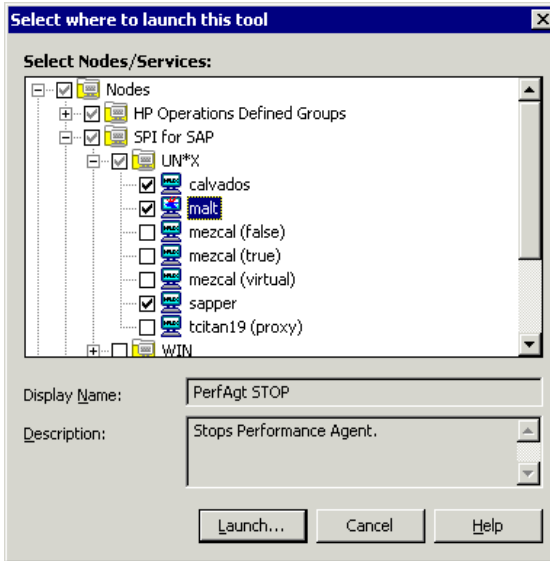 Select where to launch this tool
Select Nodes/Services:
Nodes
HP Operations Defined Groups
SPI for SAP
UN*X
calvados
malt
mezcal (false)
mezcal (true)
mezcal (virtual)
sapper
tcitan19 (proxy)
WIN
Display Name: PerfAgt STOP
Description: Stops Performance Agent.
Launch... Cancel Help